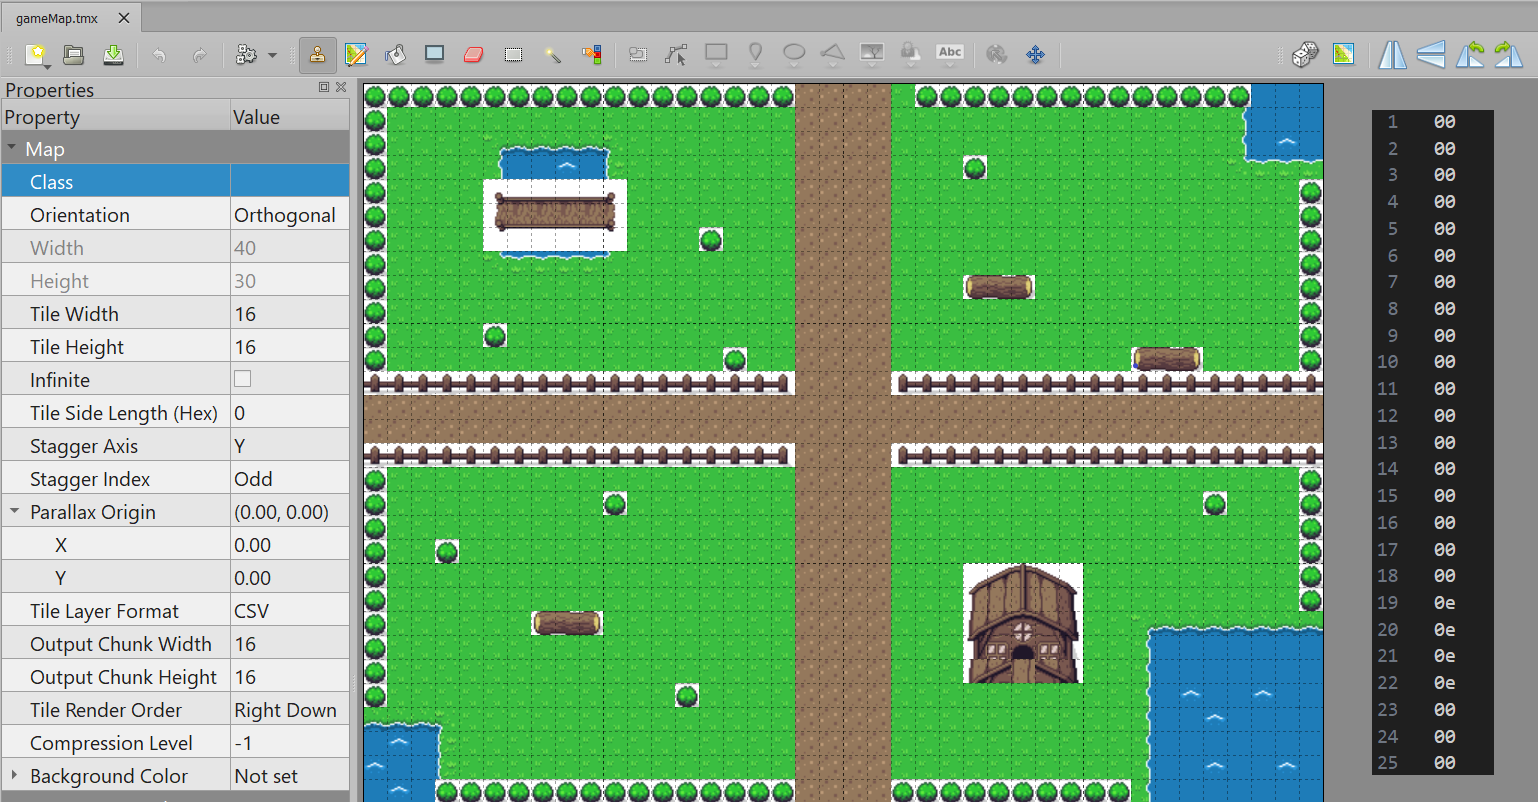 gameMap.tmx
Abc
Properties
Property Value
Map
Class
Orientation Orthogonal
Width 40
Height 30
Tile Width 16
Tile Height 16
Infinite
Tile Side Length (Hex) 0
Stagger Axis Y
Stagger Index Odd
Parallax Origin (0.00, 0.00)
X 0.00
Y 0.00
Tile Layer Format CSV
Output Chunk Width 16
Output Chunk Height 16
Tile Render Order Right Down
Compression Level -1
Background Color Not set
1 00
2 00
3 00
4 00
5 00
6 00
7 00
8 00
9 00
10 00
11 00
12 00
13 00
14 00
15 00
16 00
17 00
18 00
19 0e
20 0e
21 0e
22 0e
23 00
24 00
25 00